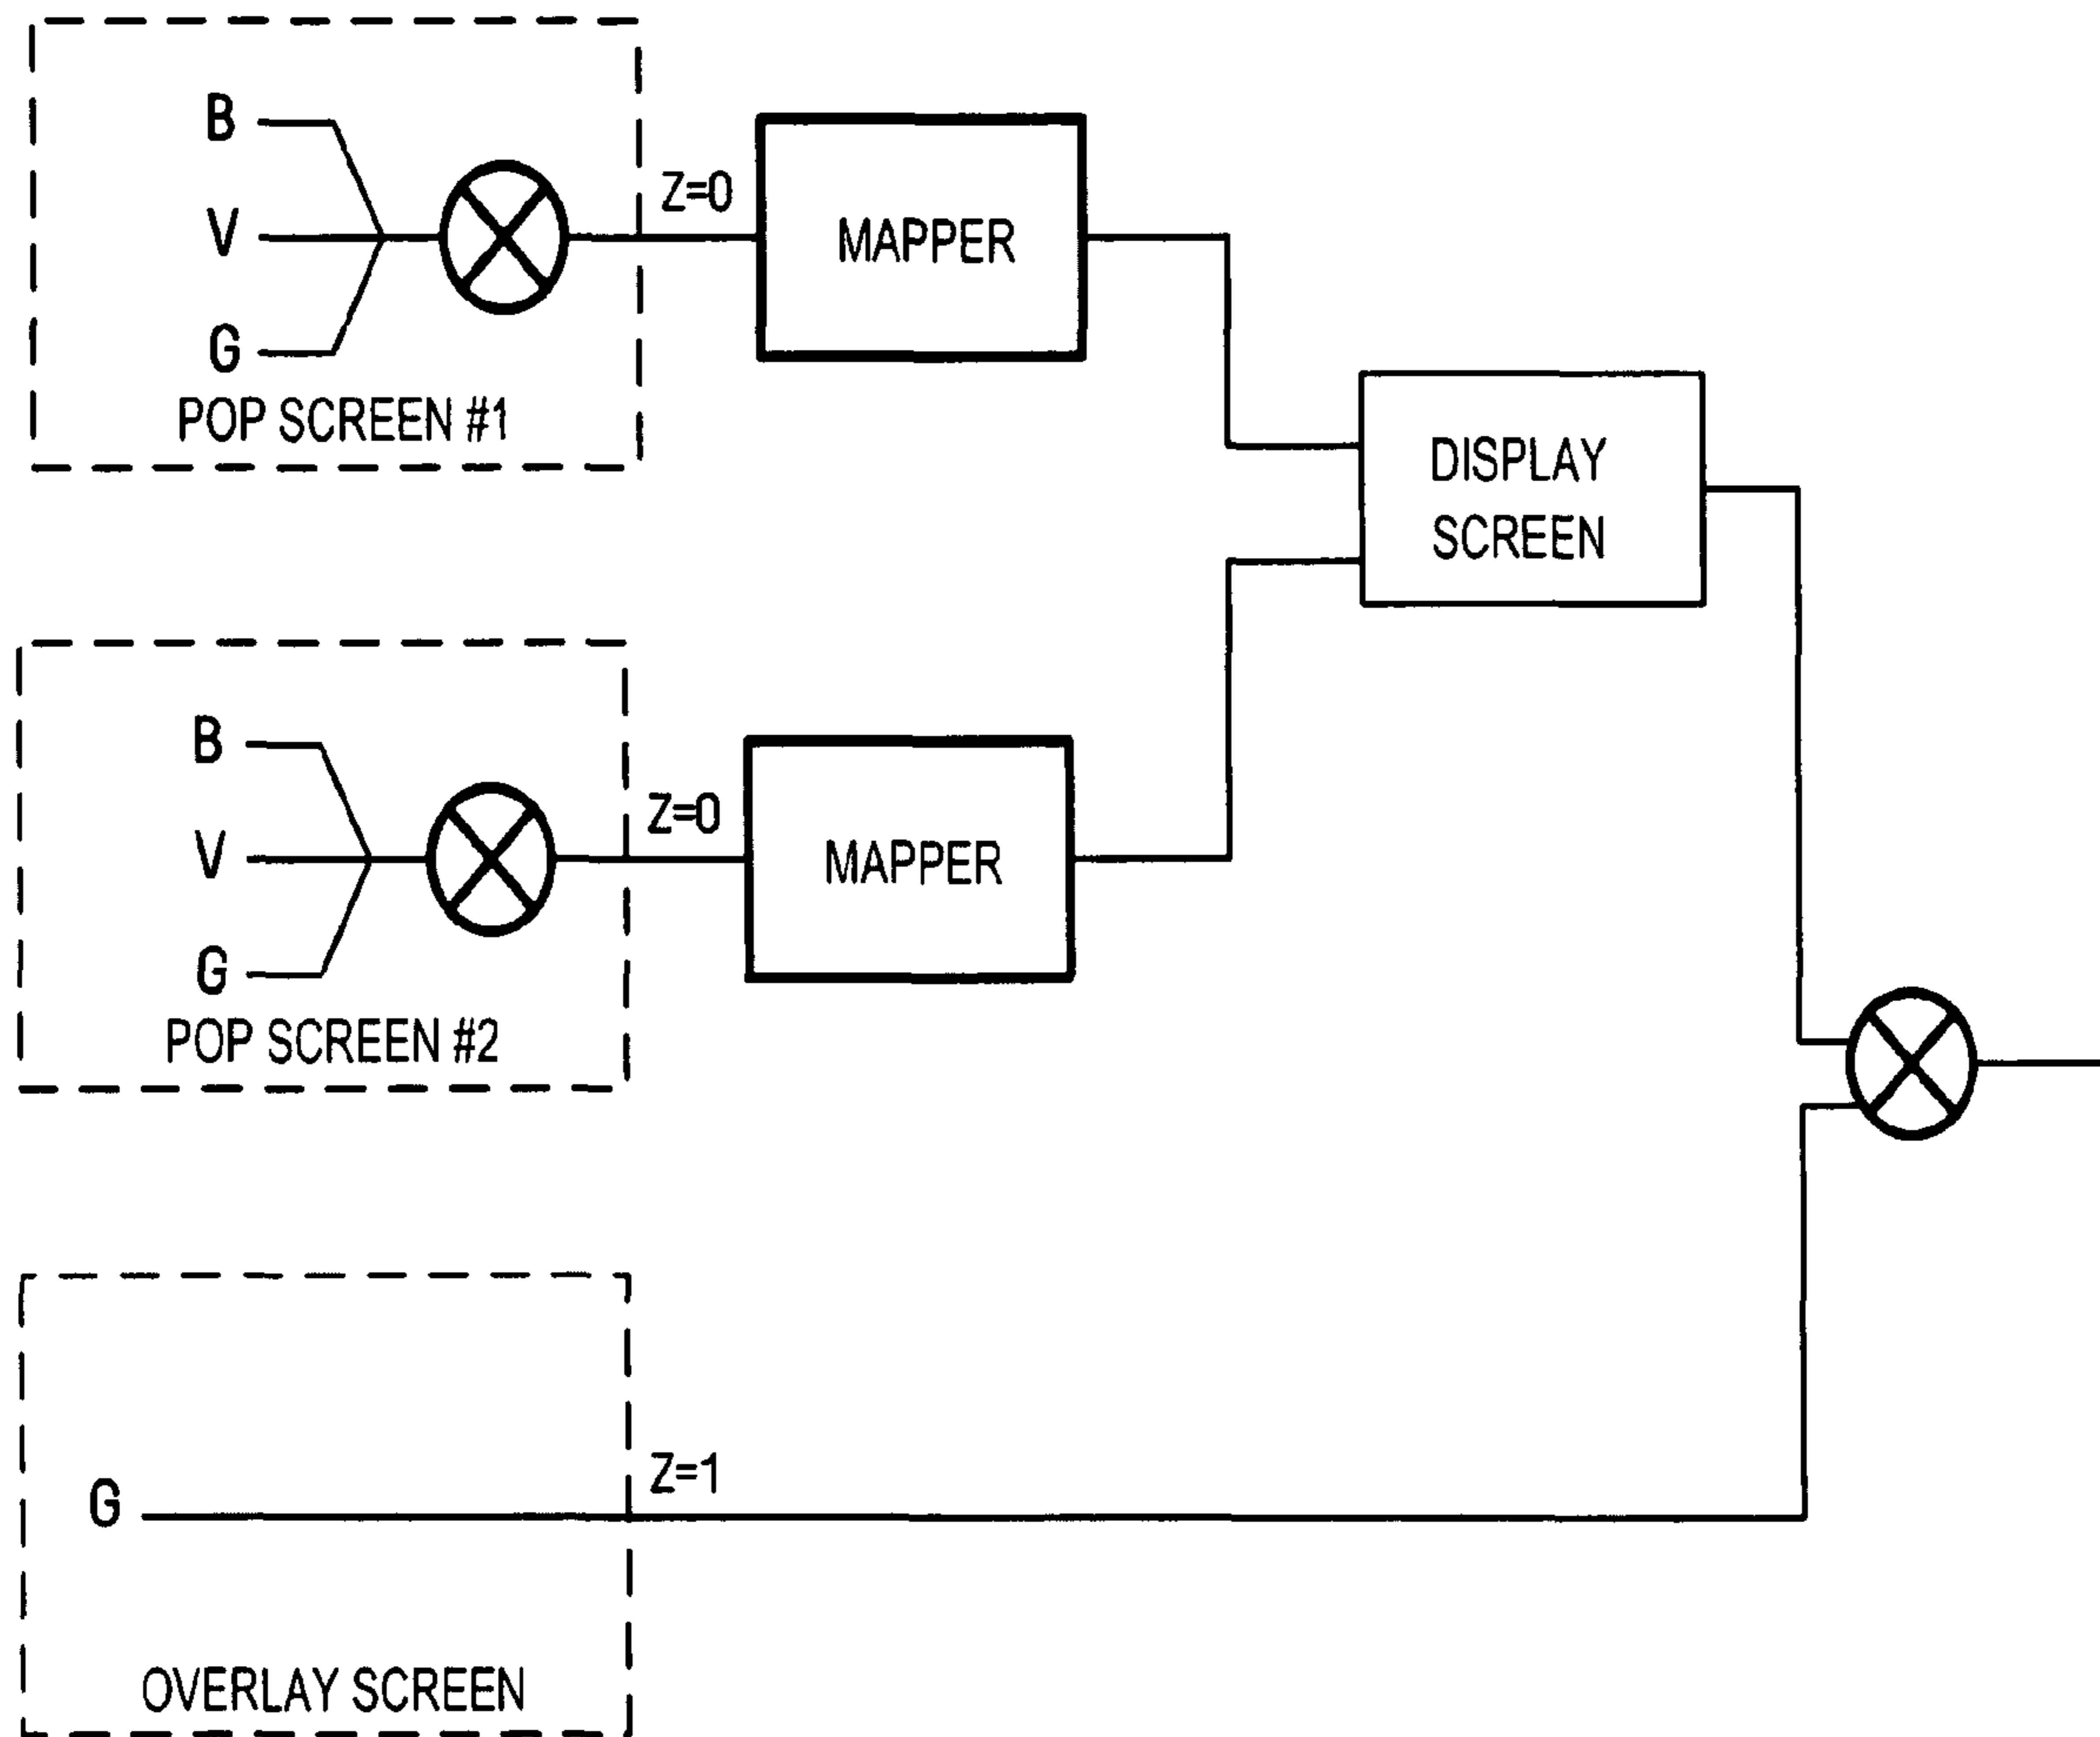 B
V
G
POP SCREEN #1
Z=0
MAPPER
DISPLAY
SCREEN
B
V
G
POP SCREEN #2
Z=0
MAPPER
G
Z=1
OVERLAY SCREEN